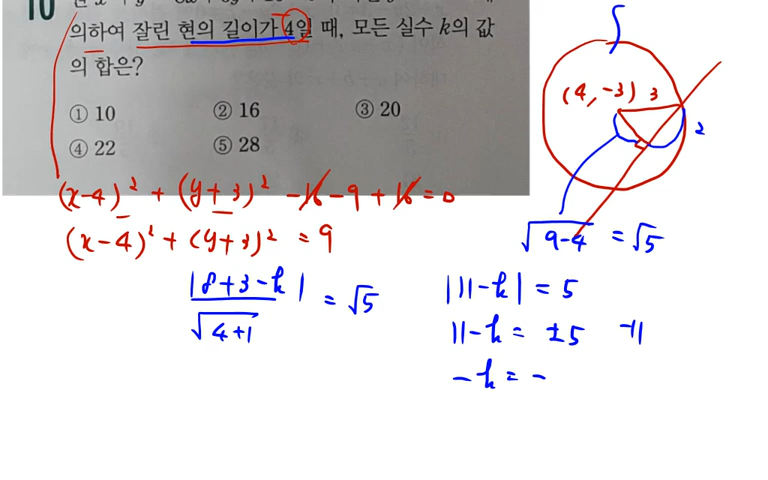 10
의하여 잘린 현의 길이가 4일 때, 모든 실수 k의 값
의 합은?
① 10 ② 16 ③ 20
④ 22 ⑤ 28
(4, -3) 3
2
(x-4)² + (y+3)² -16-9+16=0
(x-4)² + (y+3)² = 9
√9-4 = √5
|8+3-k| / √4+1 = √5
|11-k| = 5
11-k = ±5 -11
-k = -